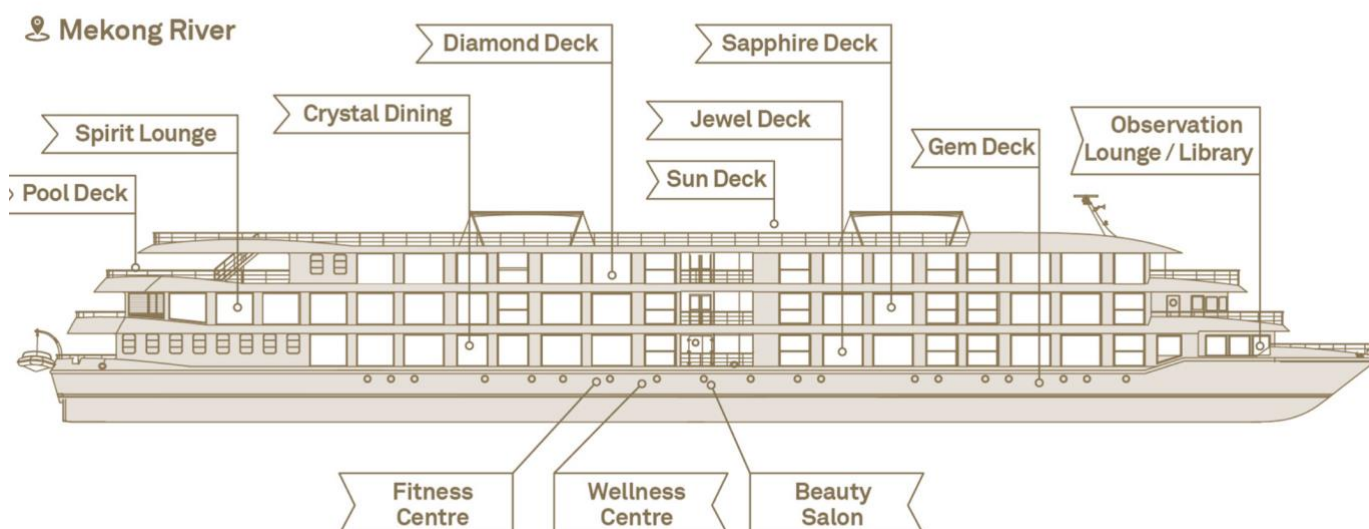 Mekong River
Diamond Deck
Sapphire Deck
Crystal Dining
Jewel Deck
Observation
Lounge / Library
Spirit Lounge
Gem Deck
Sun Deck
Pool Deck
Fitness
Centre
Wellness
Centre
Beauty
Salon